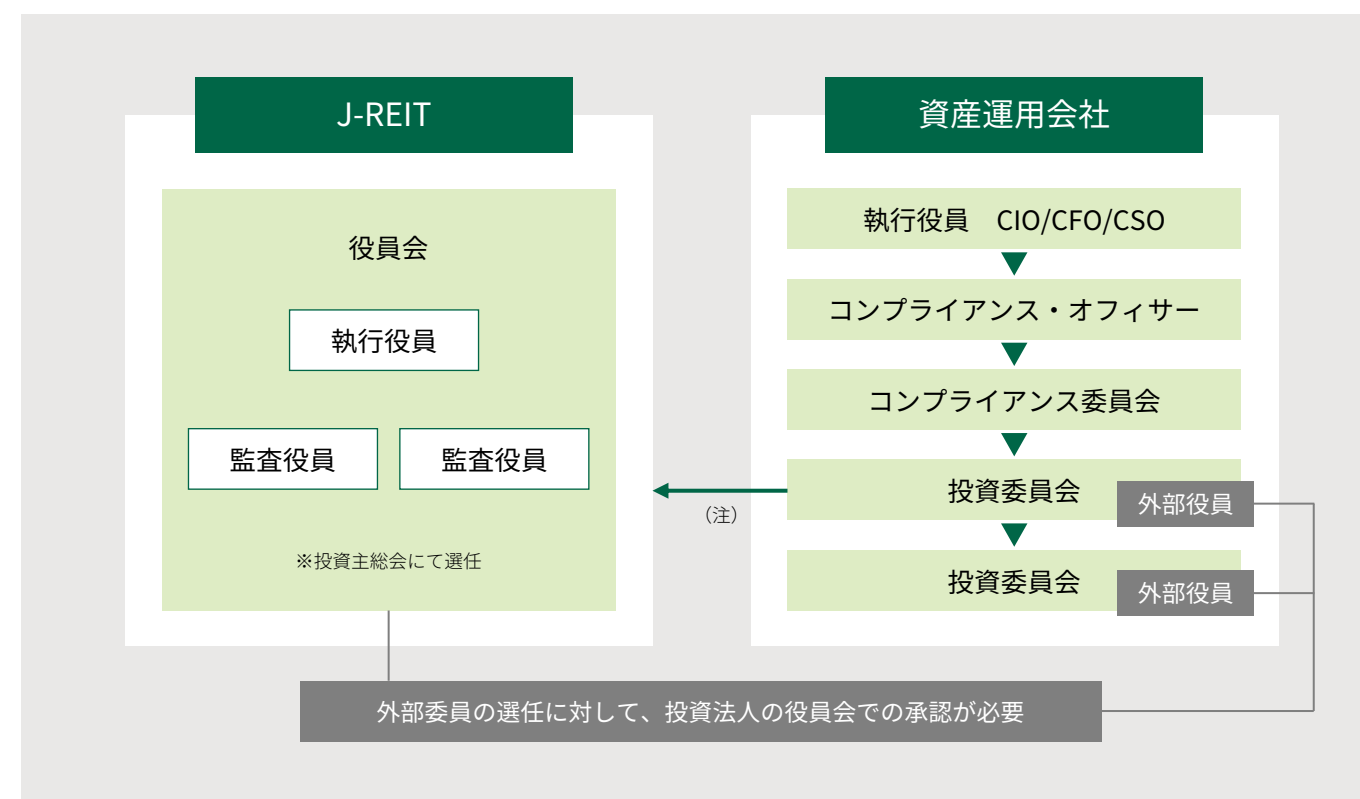 J-REIT
役員会
執行役員
監査役員
監査役員
※投資主総会にて選任
資産運用会社
執行役員　CIO/CFO/CSO
コンプライアンス・オフィサー
コンプライアンス委員会
投資委員会
外部役員
（注）
投資委員会
外部役員
外部委員の選任に対して、投資法人の役員会での承認が必要